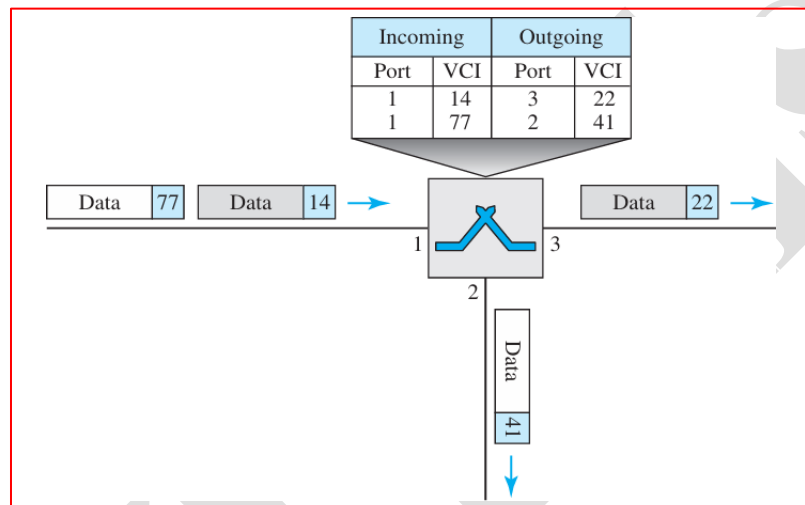 Incoming Outgoing
Port VCI Port VCI
1 14 3 22
1 77 2 41
Data 77 Data 14 Data 22
1 3
2
Data 41